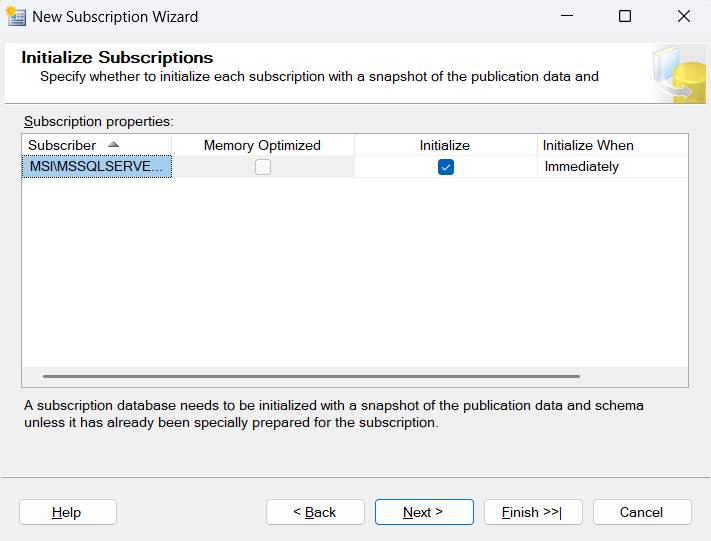 New Subscription Wizard
Initialize Subscriptions
Specify whether to initialize each subscription with a snapshot of the publication data and
Subscription properties:
Subscriber Memory Optimized Initialize Initialize When
MSI\MSSQLSERVE... Immediately
A subscription database needs to be initialized with a snapshot of the publication data and schema
unless it has already been specially prepared for the subscription.
Help < Back Next > Finish >>| Cancel